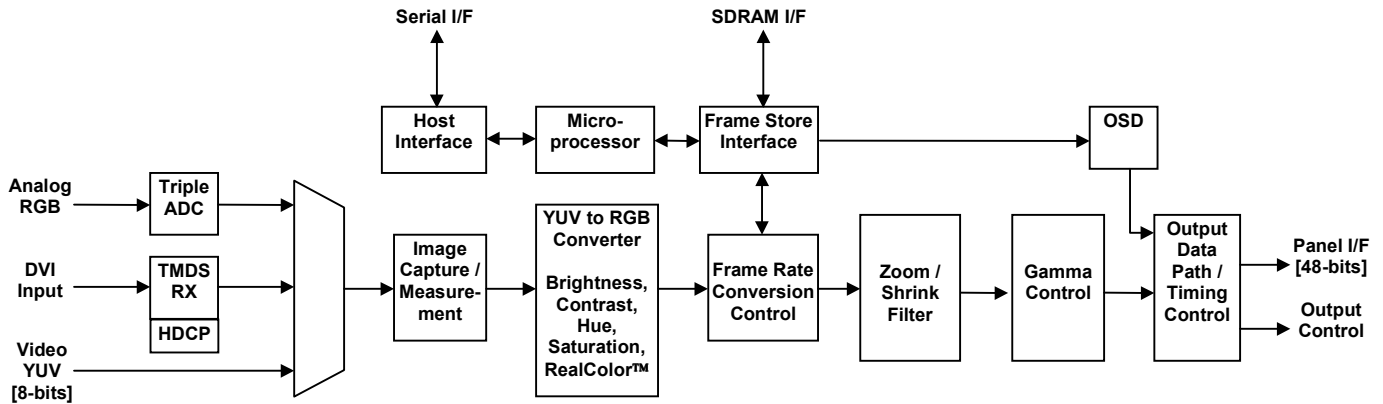 Serial I/F
SDRAM I/F
Host
Interface
Micro-
processor
Frame Store
Interface
OSD
Analog
RGB
Triple
ADC
DVI
Input
TMDS
RX
HDCP
Video
YUV
[8-bits]
Image
Capture /
Measure-
ment
YUV to RGB
Converter
Brightness,
Contrast,
Hue,
Saturation,
RealColor™
Frame Rate
Conversion
Control
Zoom /
Shrink
Filter
Gamma
Control
Output
Data
Path /
Timing
Control
Panel I/F
[48-bits]
Output
Control